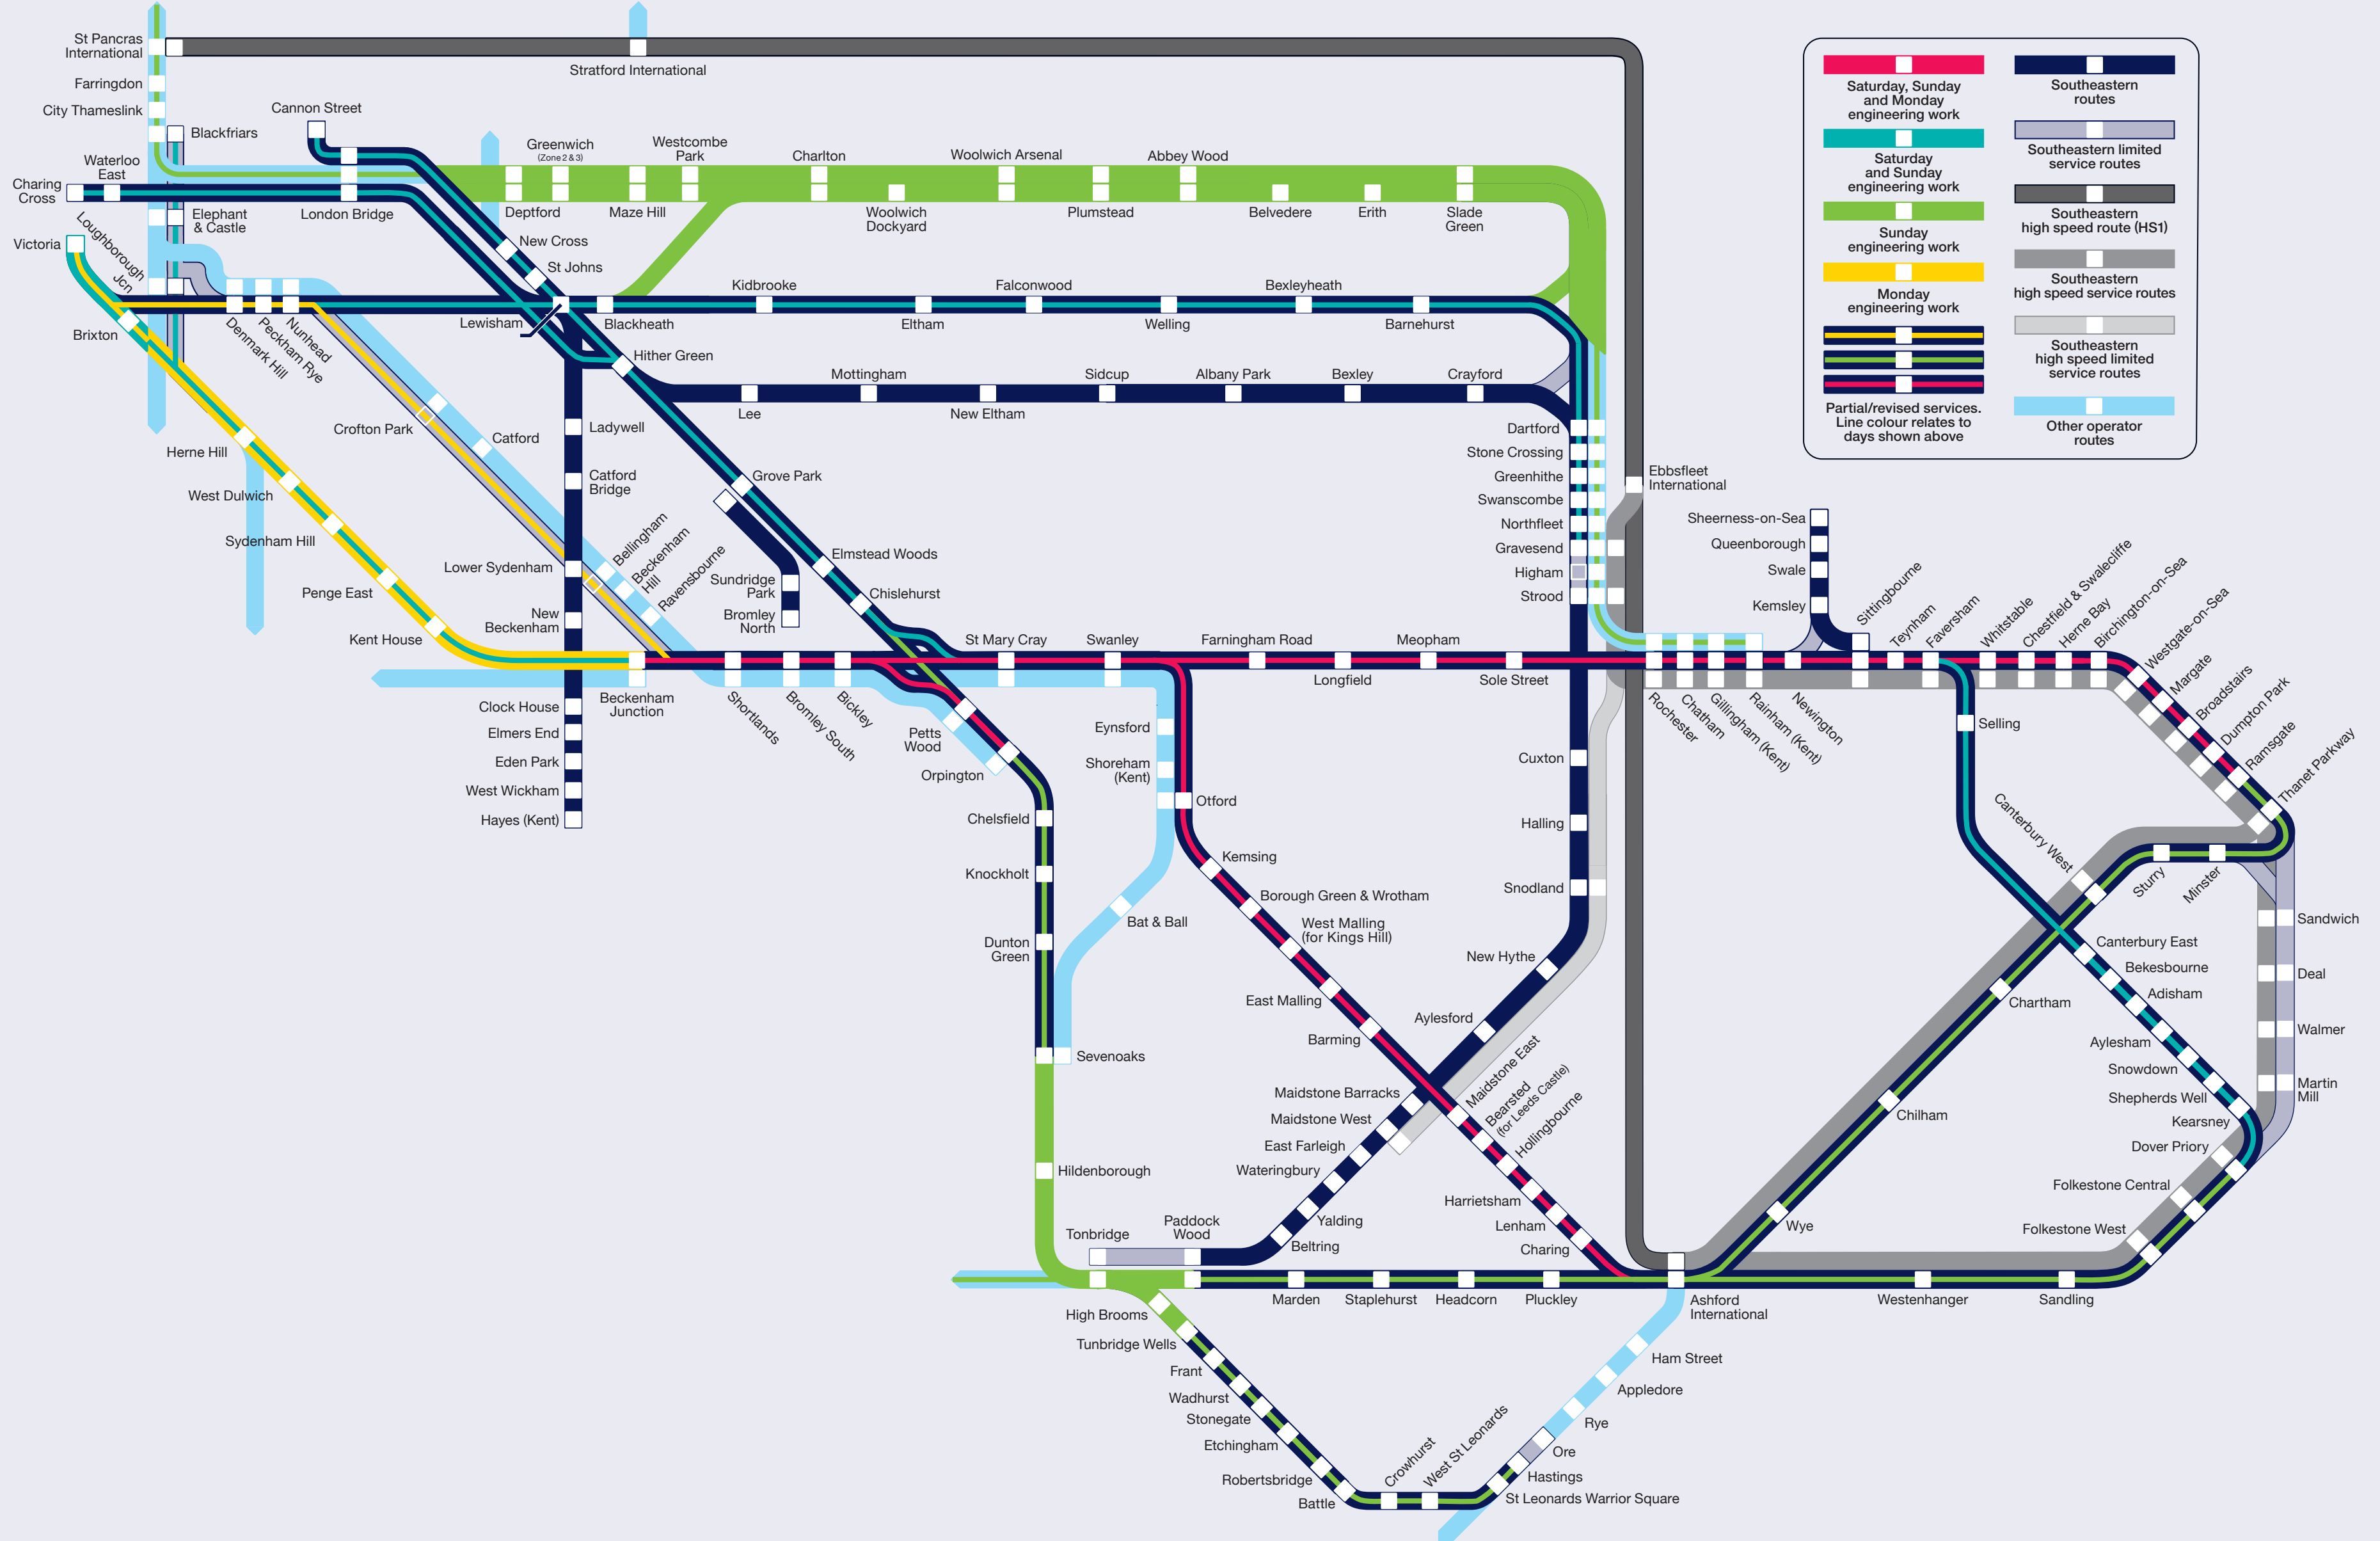 St Pancras
International
Farringdon
City Thameslink
Blackfriars
Cannon Street
Waterloo
East
Charing
Cross
Elephant
& Castle
London Bridge
Victoria
Loughborough
Jcn
Brixton
Denmark Hill
Peckham Rye
Nunhead
Stratford International
Greenwich
(Zone 2 & 3)
Westcombe
Park
Charlton
Woolwich Arsenal
Abbey Wood
Deptford
Maze Hill
Woolwich
Dockyard
Plumstead
Belvedere
Erith
Slade
Green
New Cross
St Johns
Lewisham
Blackheath
Kidbrooke
Eltham
Falconwood
Welling
Bexleyheath
Barnehurst
Hither Green
Lee
Mottingham
New Eltham
Sidcup
Albany Park
Bexley
Crayford
Crofton Park
Catford
Ladywell
Catford
Bridge
Herne Hill
West Dulwich
Sydenham Hill
Penge East
Kent House
Lower Sydenham
New
Beckenham
Bellingham
Beckenham
Hill
Ravensbourne
Grove Park
Sundridge
Park
Bromley
North
Elmstead Woods
Chislehurst
Clock House
Elmers End
Eden Park
West Wickham
Hayes (Kent)
Beckenham
Junction
Shortlands
Bromley South
Bickley
Petts
Wood
Orpington
St Mary Cray
Swanley
Farningham Road
Longfield
Meopham
Sole Street
Dartford
Stone Crossing
Greenhithe
Swanscombe
Northfleet
Gravesend
Higham
Strood
Ebbsfleet
International
Sheerness-on-Sea
Queenborough
Swale
Kemsley
Sittingbourne
Teynham
Faversham
Whitstable
Chestfield & Swalecliffe
Herne Bay
Birchington-on-Sea
Westgate-on-Sea
Margate
Broadstairs
Dumpton Park
Ramsgate
Thanet Parkway
Rochester
Chatham
Gillingham (Kent)
Rainham (Kent)
Newington
Selling
Canterbury West
Sturry
Minster
Sandwich
Deal
Walmer
Martin
Mill
Canterbury East
Bekesbourne
Adisham
Aylesham
Snowdown
Shepherds Well
Kearsney
Dover Priory
Folkestone Central
Folkestone West
Chartham
Chilham
Wye
Eynsford
Shoreham
(Kent)
Otford
Bat & Ball
Chelsfield
Knockholt
Dunton
Green
Sevenoaks
Hildenborough
Kemsing
Borough Green & Wrotham
West Malling
(for Kings Hill)
East Malling
Barming
Maidstone East
Bearsted
(for Leeds Castle)
Hollingbourne
Harrietsham
Lenham
Charing
Cuxton
Halling
Snodland
New Hythe
Aylesford
Maidstone Barracks
Maidstone West
East Farleigh
Wateringbury
Yalding
Beltring
Tonbridge
Paddock
Wood
Marden
Staplehurst
Headcorn
Pluckley
Ashford
International
Westenhanger
Sandling
High Brooms
Tunbridge Wells
Frant
Wadhurst
Stonegate
Etchingham
Robertsbridge
Battle
Crowhurst
West St Leonards
St Leonards Warrior Square
Hastings
Ore
Rye
Appledore
Ham Street
Saturday, Sunday
and Monday
engineering work
Saturday
and Sunday
engineering work
Sunday
engineering work
Monday
engineering work
Partial/revised services.
Line colour relates to
days shown above
Southeastern
routes
Southeastern limited
service routes
Southeastern
high speed route (HS1)
Southeastern
high speed service routes
Southeastern
high speed limited
service routes
Other operator
routes